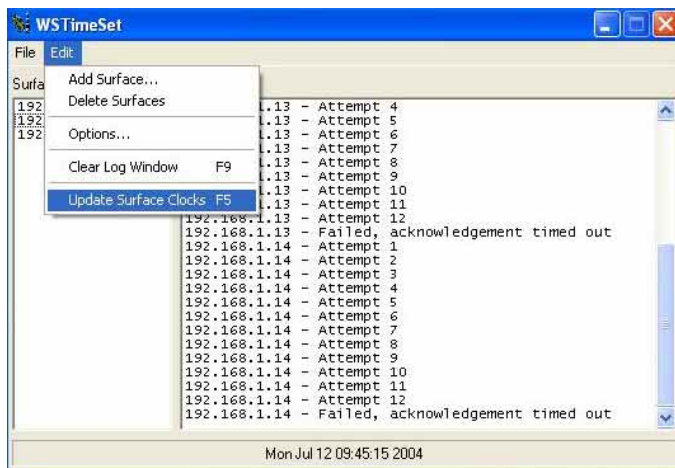 WSTimeSet
File Edit
Surfa
Add Surface...
Delete Surfaces
Options...
Clear Log Window F9
Update Surface Clocks F5
192
192
192
1.13 - Attempt 4
1.13 - Attempt 5
1.13 - Attempt 6
1.13 - Attempt 7
1.13 - Attempt 8
1.13 - Attempt 9
1.13 - Attempt 10
1.13 - Attempt 11
192.168.1.13 - Attempt 12
192.168.1.13 - Failed, acknowledgement timed out
192.168.1.14 - Attempt 1
192.168.1.14 - Attempt 2
192.168.1.14 - Attempt 3
192.168.1.14 - Attempt 4
192.168.1.14 - Attempt 5
192.168.1.14 - Attempt 6
192.168.1.14 - Attempt 7
192.168.1.14 - Attempt 8
192.168.1.14 - Attempt 9
192.168.1.14 - Attempt 10
192.168.1.14 - Attempt 11
192.168.1.14 - Attempt 12
192.168.1.14 - Failed, acknowledgement timed out
Mon Jul 12 09:45:15 2004